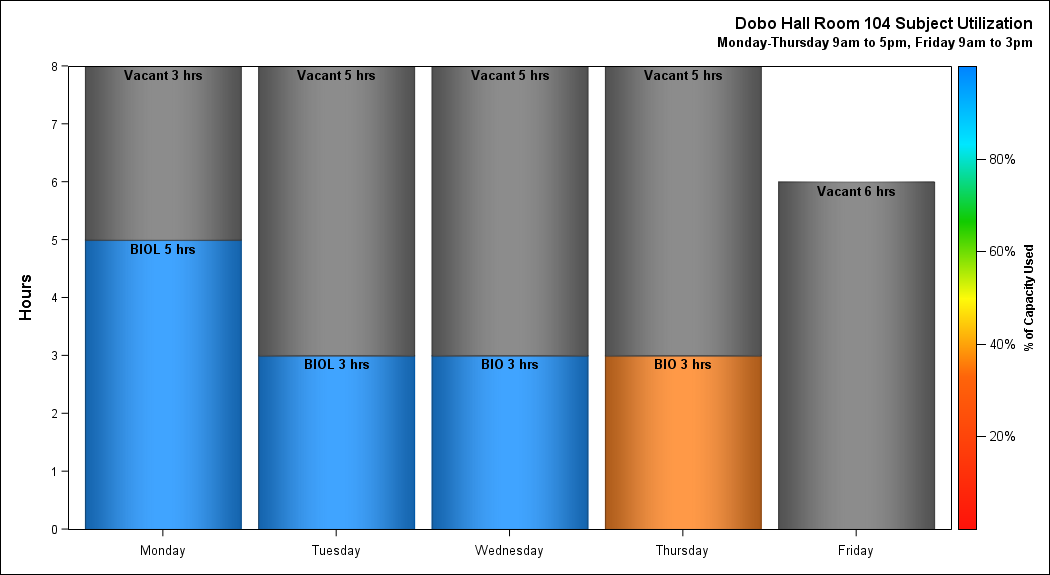 Dobo Hall Room 104 Subject Utilization
Monday-Thursday 9am to 5pm, Friday 9am to 3pm
8
7
6
5
4
3
2
1
0
Hours
Vacant 3 hrs
Vacant 5 hrs
Vacant 5 hrs
Vacant 5 hrs
Vacant 6 hrs
BIOL 5 hrs
BIOL 3 hrs
BIO 3 hrs
BIO 3 hrs
Monday
Tuesday
Wednesday
Thursday
Friday
80%
60%
40%
20%
% of Capacity Used